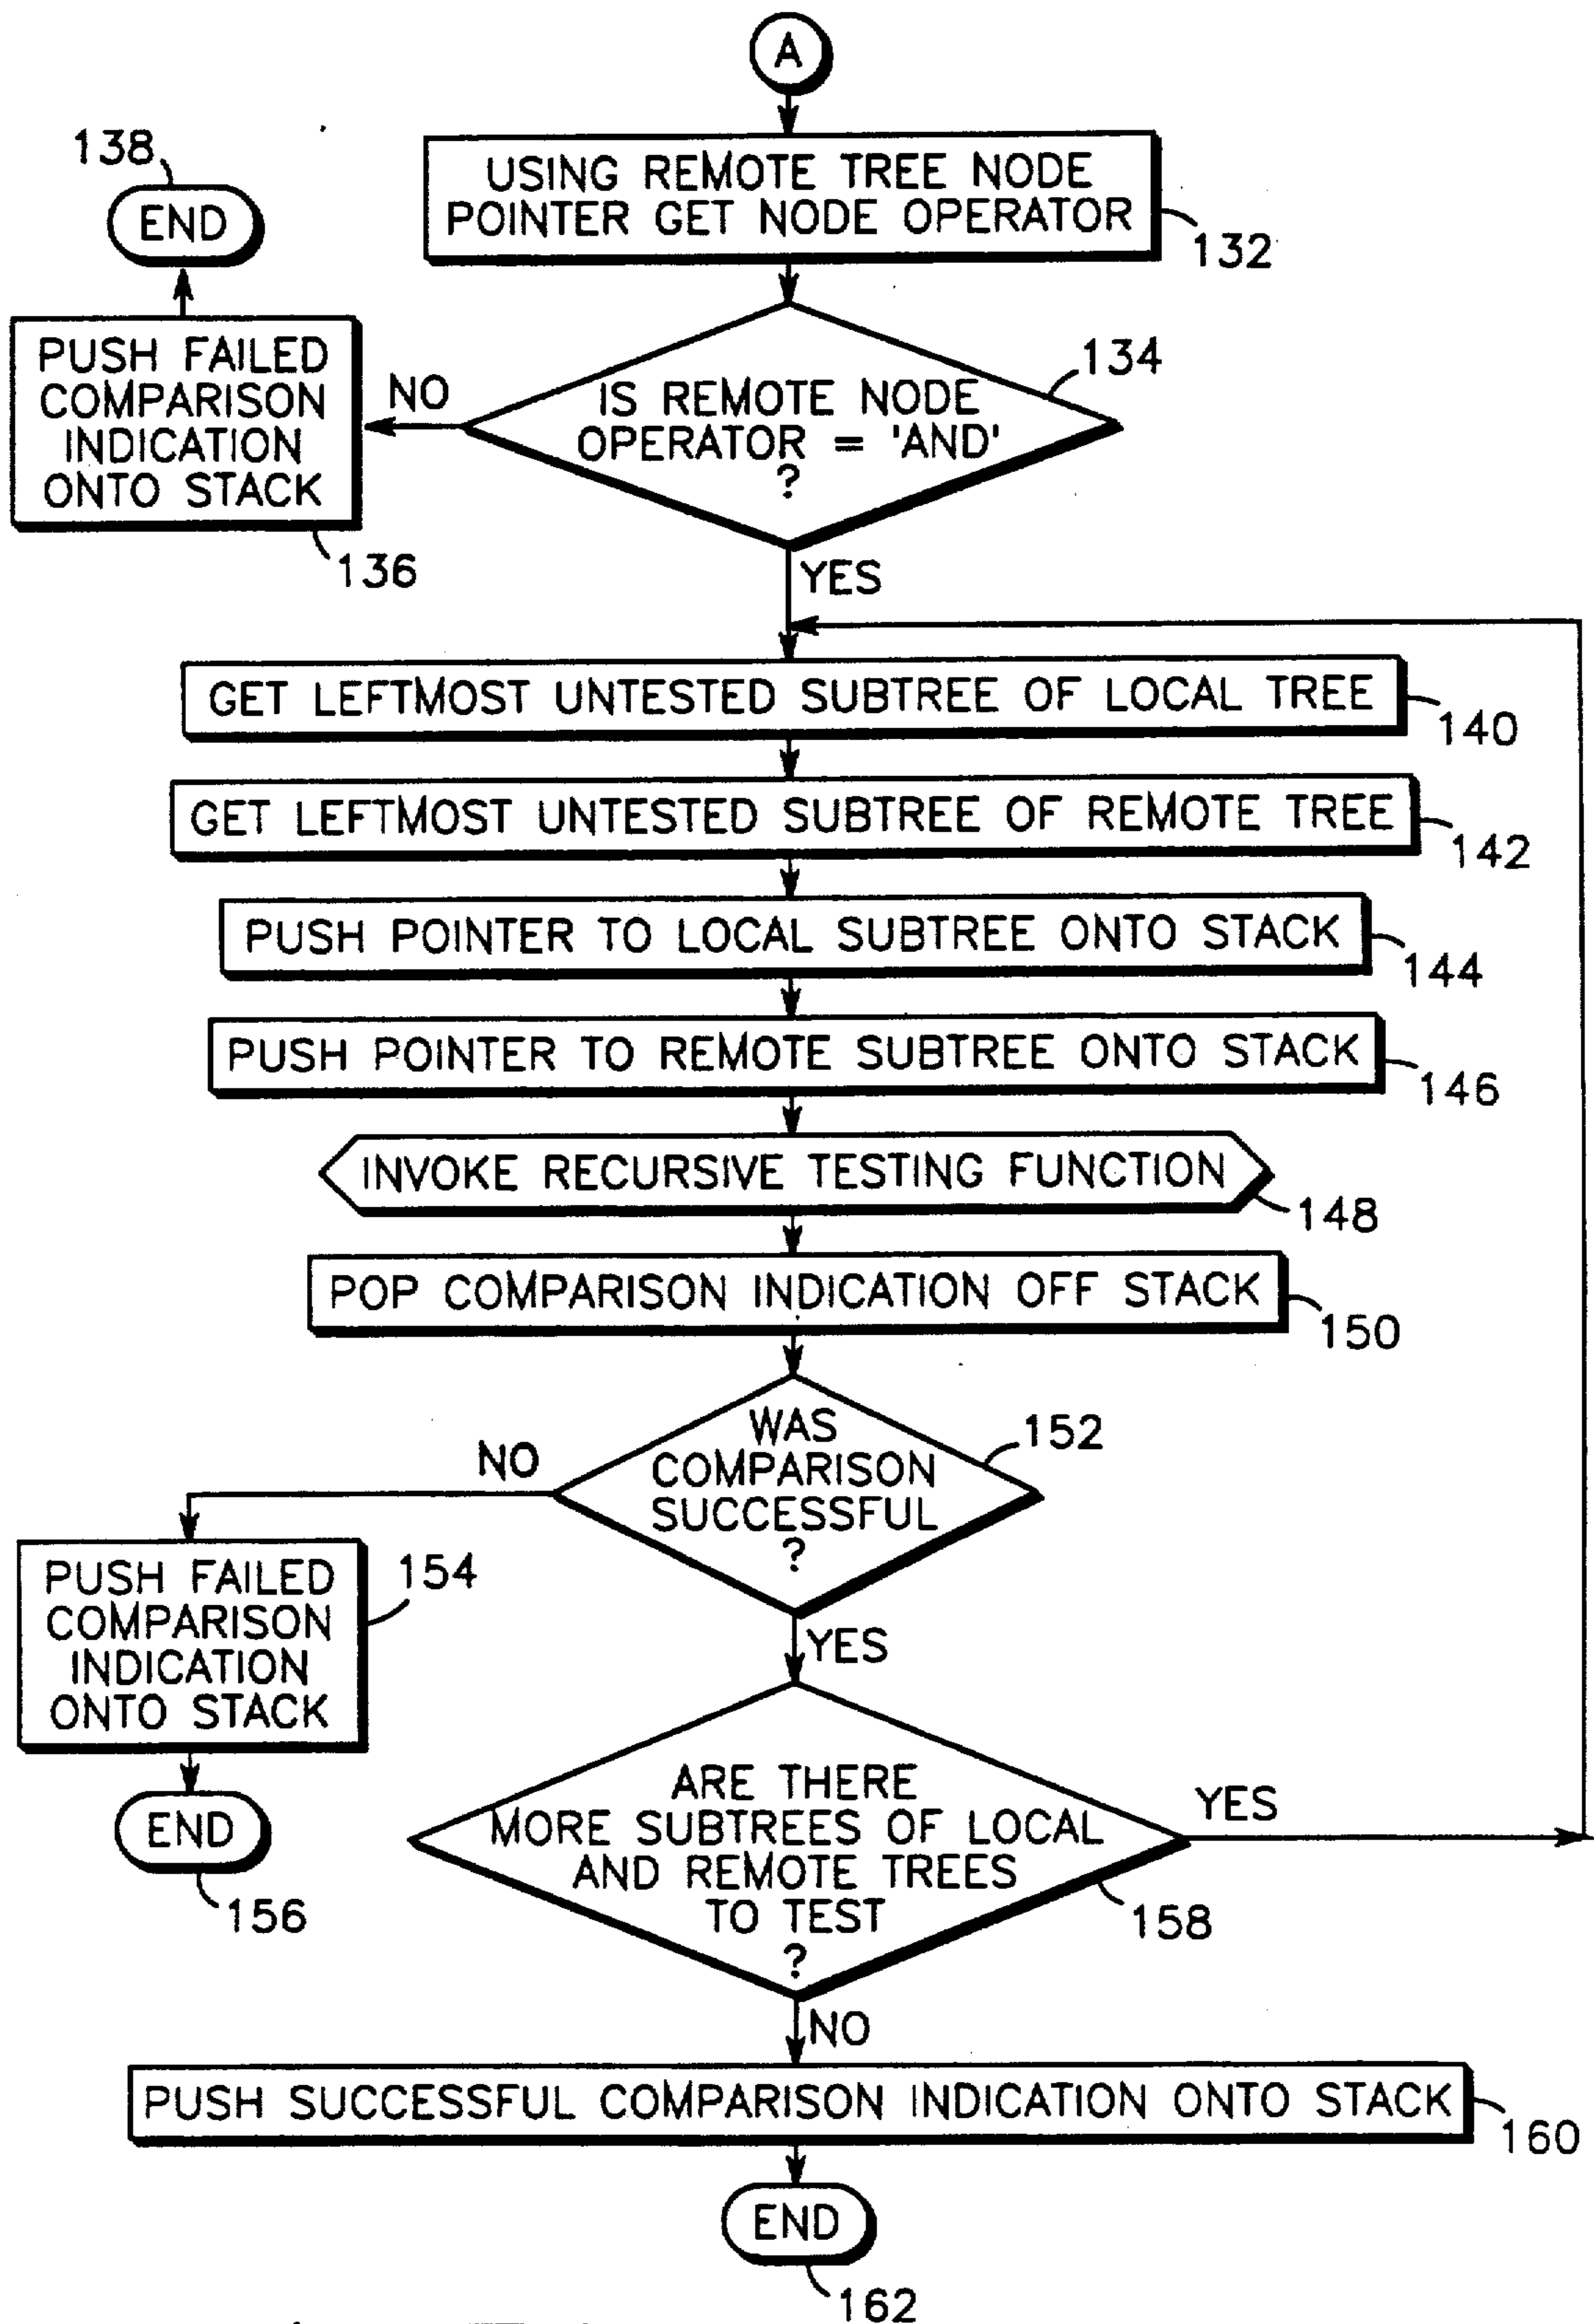 A
USING REMOTE TREE NODE
POINTER GET NODE OPERATOR
132
138
END
PUSH FAILED
COMPARISON
INDICATION
ONTO STACK
136
NO
134
IS REMOTE NODE
OPERATOR = 'AND'
?
YES
GET LEFTMOST UNTESTED SUBTREE OF LOCAL TREE
140
GET LEFTMOST UNTESTED SUBTREE OF REMOTE TREE
142
PUSH POINTER TO LOCAL SUBTREE ONTO STACK
144
PUSH POINTER TO REMOTE SUBTREE ONTO STACK
146
INVOKE RECURSIVE TESTING FUNCTION
148
POP COMPARISON INDICATION OFF STACK
150
WAS
COMPARISON
SUCCESSFUL
?
152
NO
PUSH FAILED
COMPARISON
INDICATION
ONTO STACK
154
END
156
YES
ARE THERE
MORE SUBTREES OF LOCAL
AND REMOTE TREES
TO TEST
?
YES
158
NO
PUSH SUCCESSFUL COMPARISON INDICATION ONTO STACK
160
END
162